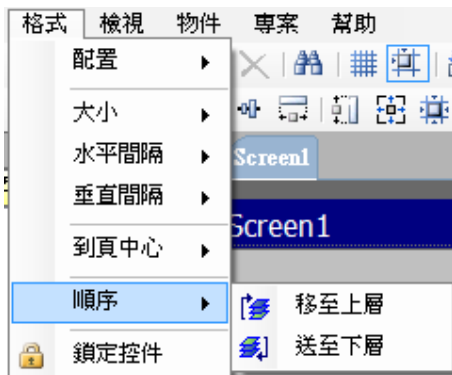 格式 檢視 物件 專案 幫助
配置
大小
水平間隔
垂直間隔
到頁中心
順序
鎖定控件
移至上層
送至下層
Screen1
Screen1